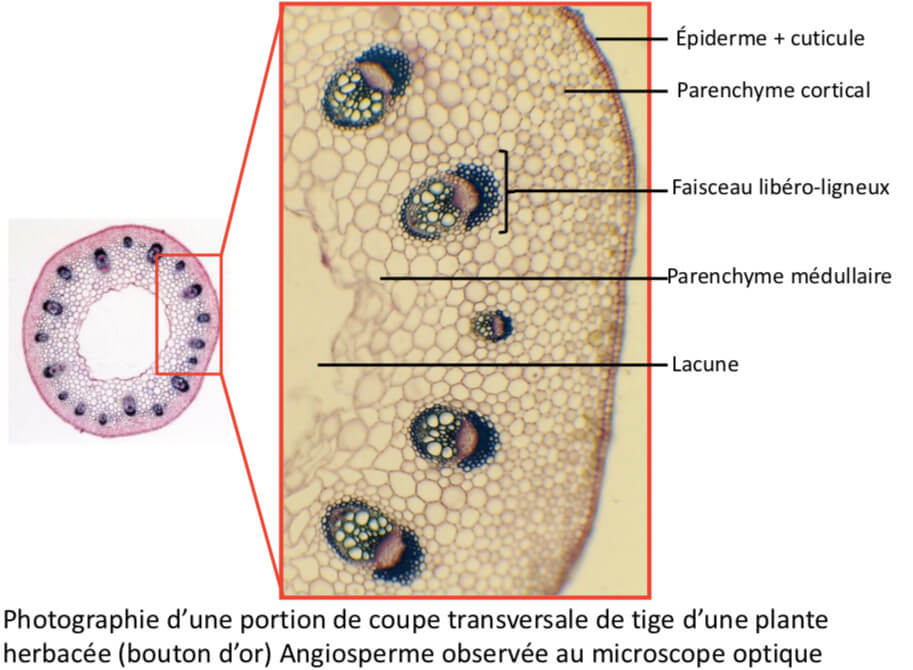 Épiderme + cuticule
Parenchyme cortical
Faisceau libéro-ligneux
Parenchyme médullaire
Lacune
Photographie d’une portion de coupe transversale de tige d’une plante
herbacée (bouton d’or) Angiosperme observée au microscope optique